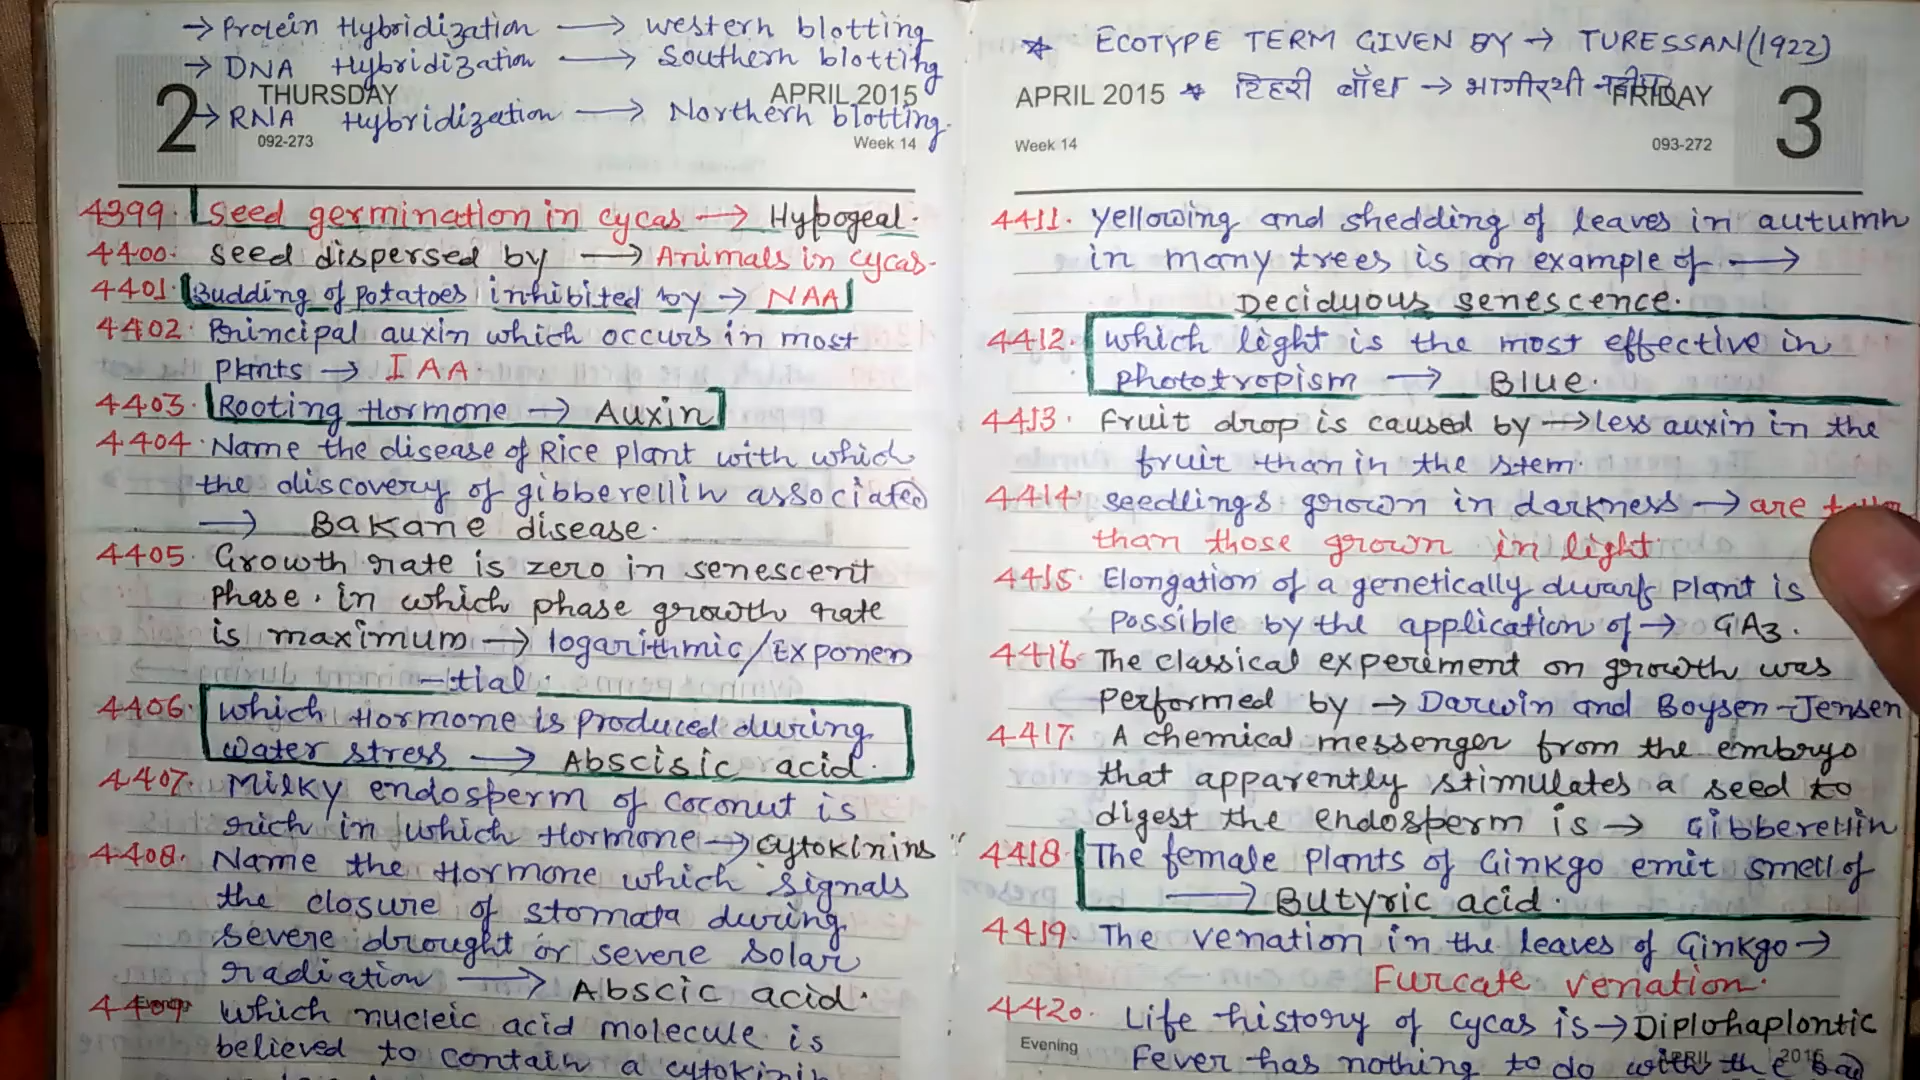 → Protein Hybridization → western blotting
→ DNA Hybridization → Southern blotting
2 THURSDAY APRIL 2015
→ RNA Hybridization → Northern blotting.
092-273 Week 14
4399. Seed germination in cycas → Hypogeal.
4400. Seed dispersed by → Animals in cycas.
4401. Budding of Potatoes inhibited by → NAA
4402. Principal auxin which occurs in most
Plants → IAA.
4403. Rooting Hormone → Auxin
4404. Name the disease of Rice plant with which
the discovery of gibberellin associated
→ Bakane disease.
4405. Growth rate is zero in senescent
Phase. in which phase growth rate
is maximum → logarithmic/Exponen
-tial.
4406. which Hormone is produced during
water stress → Abscisic acid.
4407. Milky endosperm of coconut is
rich in which Hormone → cytokinins
4408. Name the Hormone which signals
the closure of stomata during
severe drought or severe solar
radiation → Abscic acid.
4409. which nucleic acid molecule is
believed to contain a cytokinin
☆ ECOTYPE TERM GIVEN BY → TURESSAN(1922)
APRIL 2015 ☆ टिहरी बाँध → भागीरथी FRIDAY 3
Week 14 093-272
4411. Yellowing and shedding of leaves in autumn
in many trees is an example of →
Deciduous senescence.
4412. which light is the most effective in
phototropism → Blue.
4413. Fruit drop is caused by → less auxin in the
fruit than in the stem.
4414. seedlings grown in darkness → are
than those grown in light
4415. Elongation of a genetically dwarf plant is
possible by the application of → GA3.
4416. The classical experiment on growth was
performed by → Darwin and Boysen-Jensen
4417. A chemical messenger from the embryo
that apparently stimulates a seed to
digest the endosperm is → Gibberellin
4418. The female plants of Ginkgo emit smell of
→ Butyric acid.
4419. The venation in the leaves of Ginkgo →
Furcate venation.
4420. Life history of cycas is → Diplohaplontic
Evening
Fever has nothing to do with the